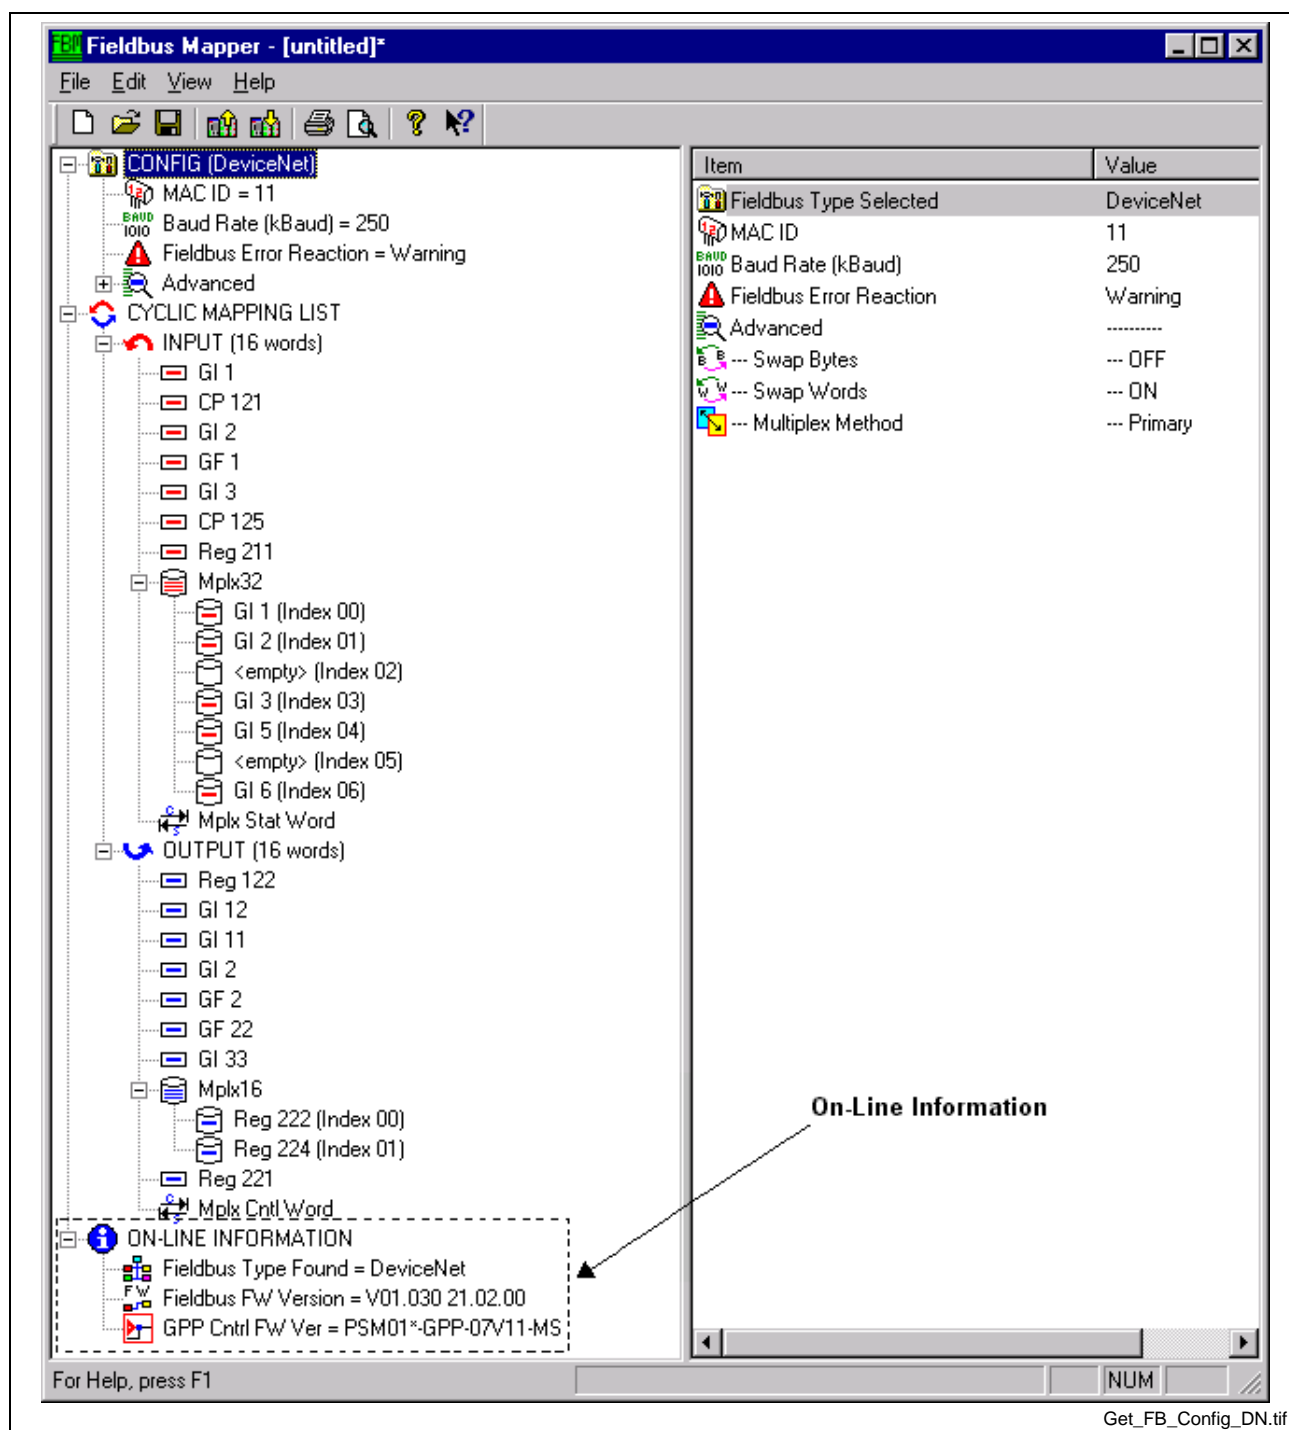 FBM Fieldbus Mapper - [untitled]*
File Edit View Help
CONFIG (DeviceNet)
MAC ID = 11
BAUD 1010 Baud Rate (kBaud) = 250
Fieldbus Error Reaction = Warning
Advanced
CYCLIC MAPPING LIST
INPUT (16 words)
GI 1
CP 121
GI 2
GF 1
GI 3
CP 125
Reg 211
Mplx32
GI 1 (Index 00)
GI 2 (Index 01)
<empty> (Index 02)
GI 3 (Index 03)
GI 5 (Index 04)
<empty> (Index 05)
GI 6 (Index 06)
Mplx Stat Word
OUTPUT (16 words)
Reg 122
GI 12
GI 11
GI 2
GF 2
GF 22
GI 33
Mplx16
Reg 222 (Index 00)
Reg 224 (Index 01)
Reg 221
Mplx Cntl Word
ON-LINE INFORMATION
Fieldbus Type Found = DeviceNet
FW Fieldbus FW Version = V01.030 21.02.00
GPP Cntrl FW Ver = PSM01*-GPP-07V11-MS
Item Value
Fieldbus Type Selected DeviceNet
MAC ID 11
BAUD 1010 Baud Rate (kBaud) 250
Fieldbus Error Reaction Warning
Advanced ---------
B B --- Swap Bytes --- OFF
W W --- Swap Words --- ON
--- Multiplex Method --- Primary
On-Line Information
For Help, press F1 NUM
Get_FB_Config_DN.tif